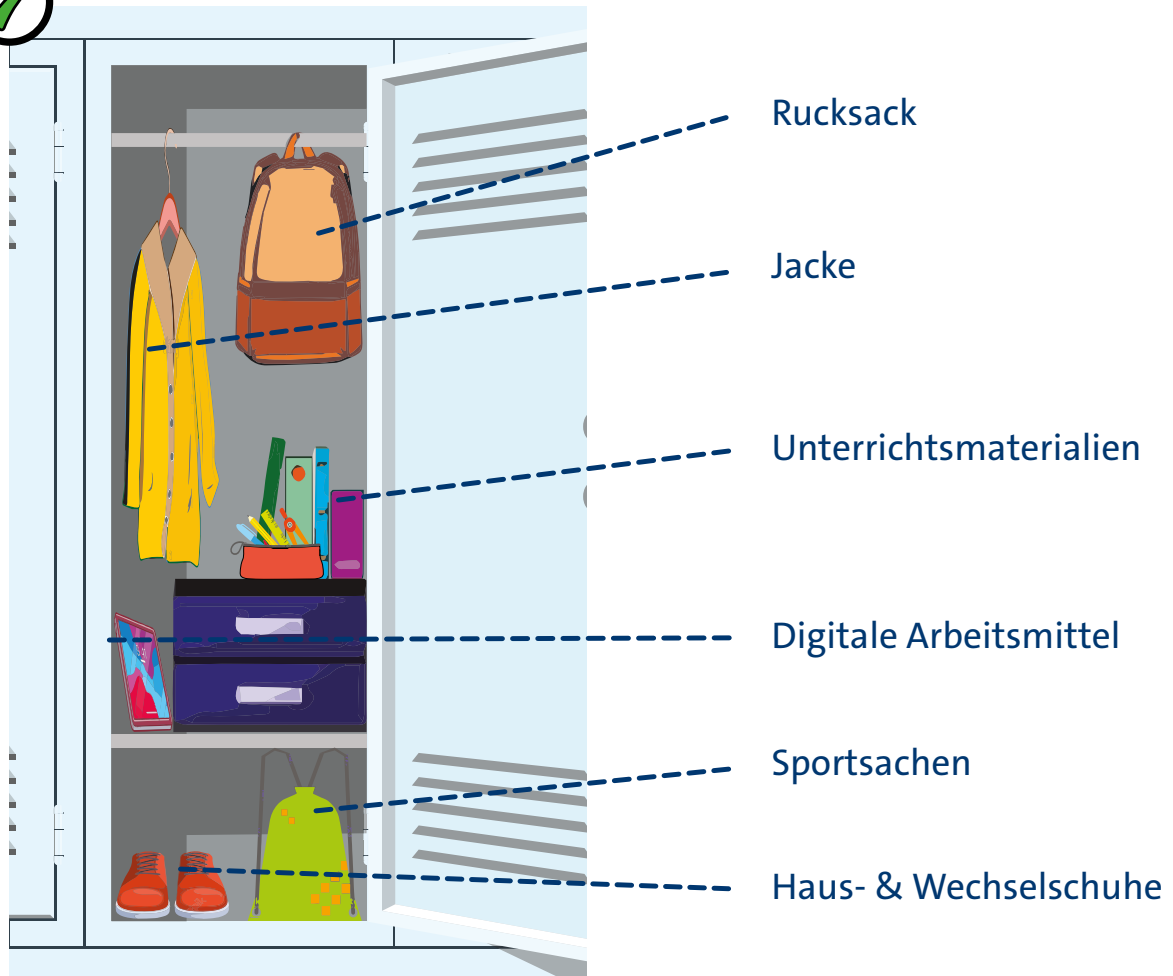 Rucksack
Jacke
Unterrichtsmaterialien
Digitale Arbeitsmittel
Sportsachen
Haus- & Wechselschuhe